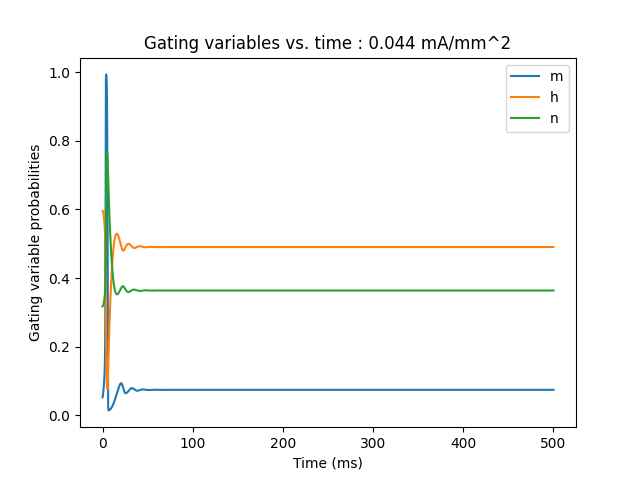 Gating variables vs. time : 0.044 mA/mm^2
m
h
n
Gating variable probabilities
1.0
0.8
0.6
0.4
0.2
0.0
0 100 200 300 400 500
Time (ms)